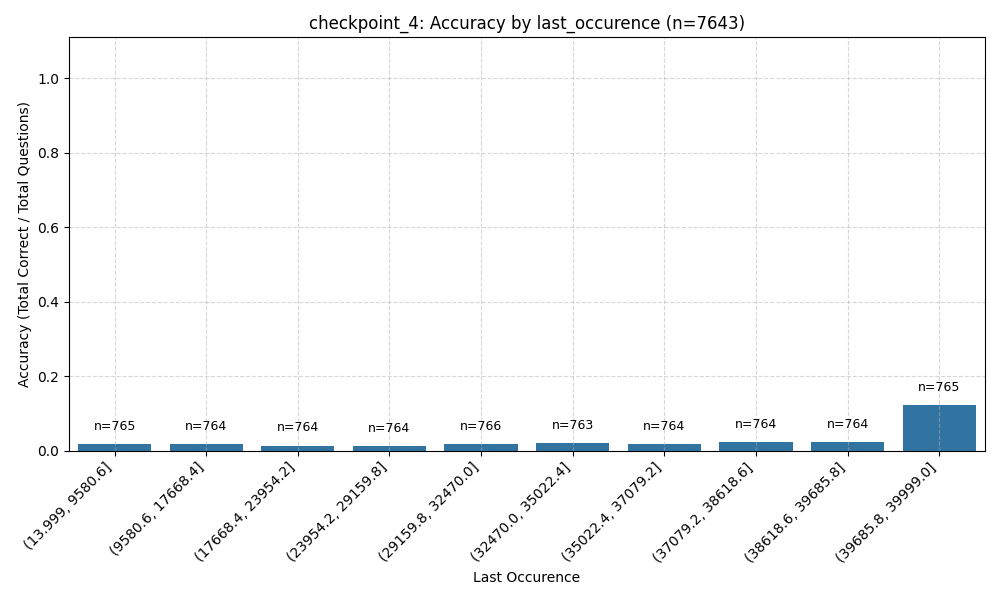 checkpoint_4: Accuracy by last_occurence (n=7643)
Accuracy (Total Correct / Total Questions)
1.0
0.8
0.6
0.4
0.2
0.0
n=765
n=764
n=764
n=764
n=766
n=763
n=764
n=764
n=764
n=765
(13.999, 9580.6]
(9580.6, 17668.4]
(17668.4, 23954.2]
(23954.2, 29159.8]
(29159.8, 32470.0]
(32470.0, 35022.4]
(35022.4, 37079.2]
(37079.2, 38618.6]
(38618.6, 39685.8]
(39685.8, 39999.0]
Last Occurence